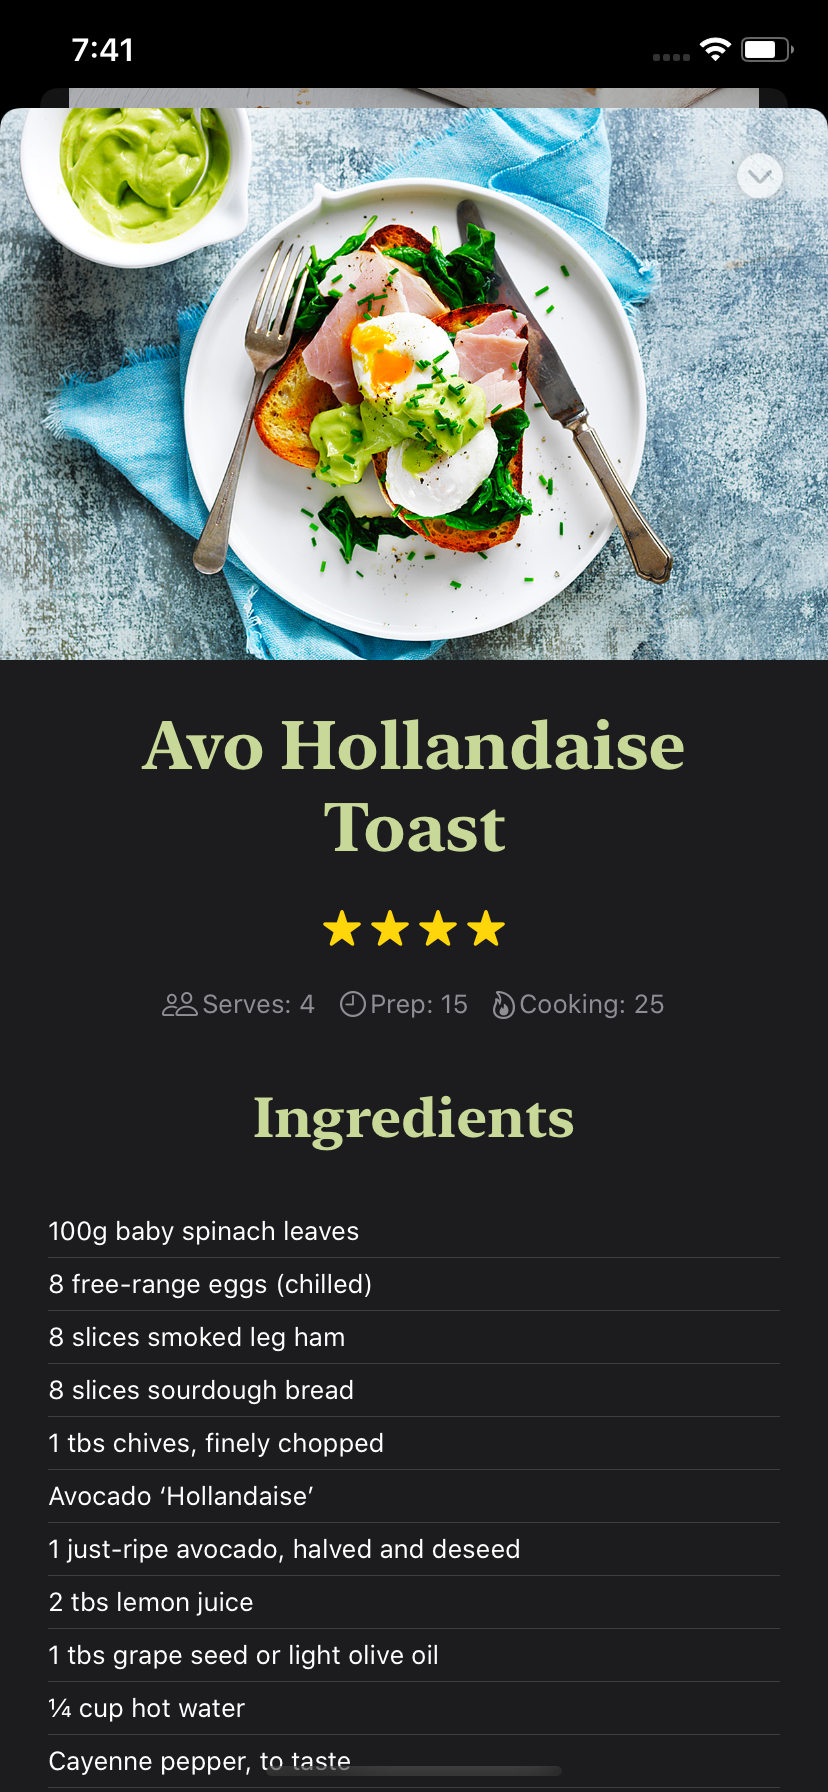 7:41
Avo Hollandaise
Toast
Serves: 4 Prep: 15 Cooking: 25
Ingredients
100g baby spinach leaves
8 free-range eggs (chilled)
8 slices smoked leg ham
8 slices sourdough bread
1 tbs chives, finely chopped
Avocado ‘Hollandaise’
1 just-ripe avocado, halved and deseed
2 tbs lemon juice
1 tbs grape seed or light olive oil
¼ cup hot water
Cayenne pepper, to taste